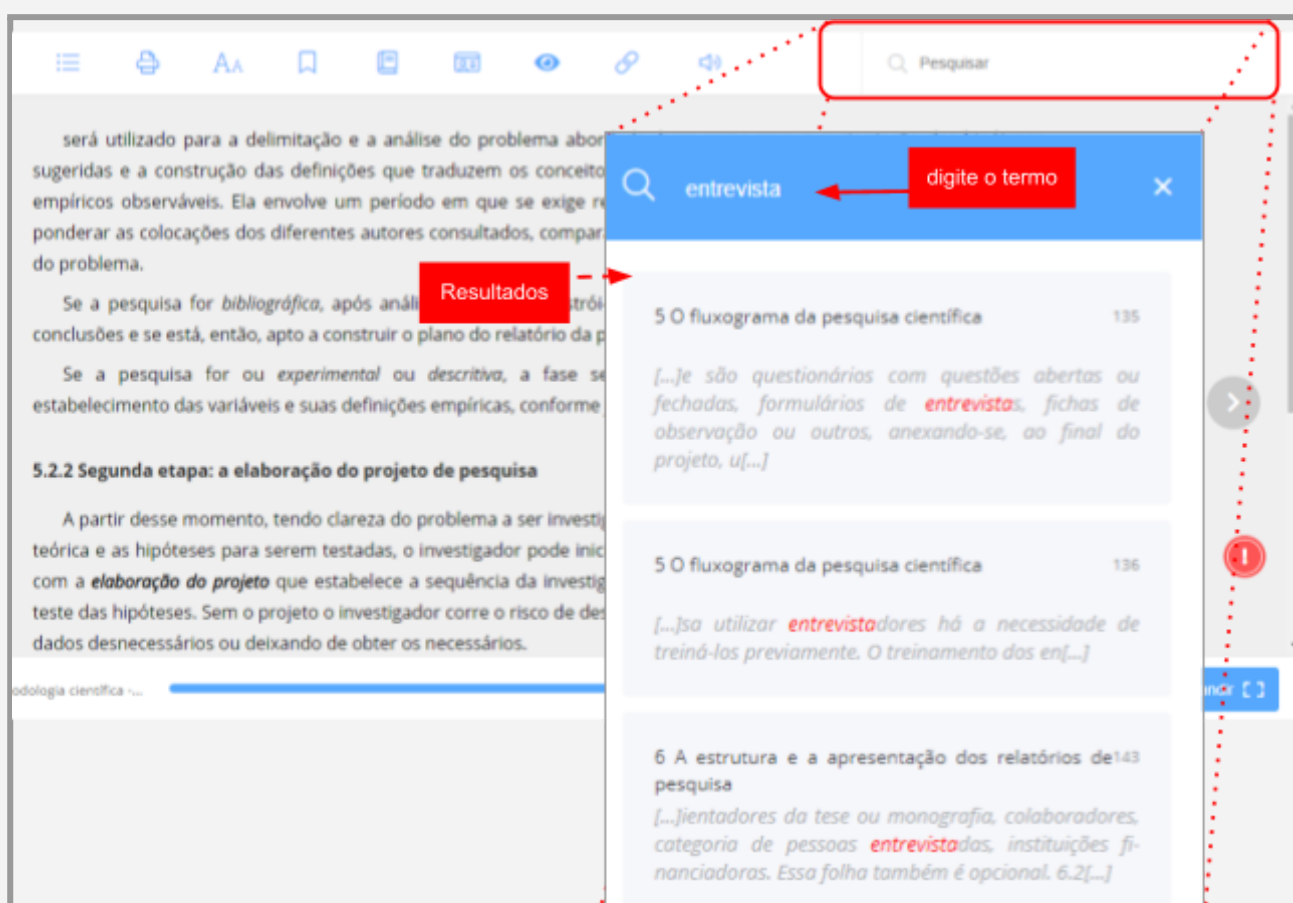 AA
Pesquisar
será utilizado para a delimitação e a análise do problema abor
sugeridas e a construção das definições que traduzem os conceito
empíricos observáveis. Ela envolve um período em que se exige re
ponderar as colocações dos diferentes autores consultados, compar
do problema.
Se a pesquisa for bibliográfica, após análi
conclusões e se está, então, apto a construir o plano do relatório da p
Se a pesquisa for ou experimental ou descritiva, a fase se
estabelecimento das variáveis e suas definições empíricas, conforme
5.2.2 Segunda etapa: a elaboração do projeto de pesquisa
A partir desse momento, tendo clareza do problema a ser investig
teórica e as hipóteses para serem testadas, o investigador pode inic
com a elaboração do projeto que estabelece a sequência da investig
teste das hipóteses. Sem o projeto o investigador corre o risco de des
dados desnecessários ou deixando de obter os necessários.
odologia científica -...
entrevista
digite o termo
Resultados
5 O fluxograma da pesquisa científica 135
[...]e são questionários com questões abertas ou
fechadas, formulários de entrevistas, fichas de
observação ou outros, anexando-se, ao final do
projeto, u[...]
5 O fluxograma da pesquisa científica 136
[...]sa utilizar entrevistadores há a necessidade de
treiná-los previamente. O treinamento dos en[...]
6 A estrutura e a apresentação dos relatórios de 143
pesquisa
[...]ientadores da tese ou monografia, colaboradores,
categoria de pessoas entrevistadas, instituições fi-
nanciadoras. Essa folha também é opcional. 6.2[...]